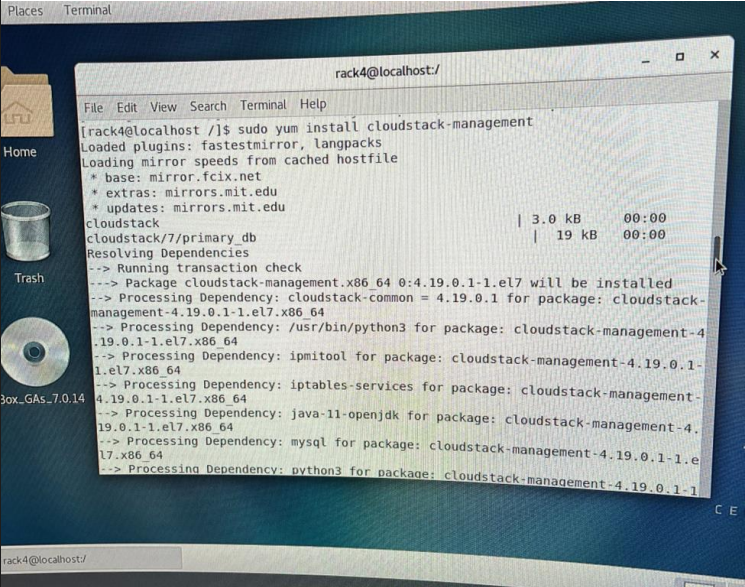 Places Terminal
rack4@localhost:/
File Edit View Search Terminal Help
[rack4@localhost /]$ sudo yum install cloudstack-management
Loaded plugins: fastestmirror, langpacks
Loading mirror speeds from cached hostfile
* base: mirror.fcix.net
* extras: mirrors.mit.edu
* updates: mirrors.mit.edu
cloudstack | 3.0 kB 00:00
cloudstack/7/primary_db | 19 kB 00:00
Resolving Dependencies
--> Running transaction check
---> Package cloudstack-management.x86_64 0:4.19.0.1-1.el7 will be installed
--> Processing Dependency: cloudstack-common = 4.19.0.1 for package: cloudstack-
management-4.19.0.1-1.el7.x86_64
--> Processing Dependency: /usr/bin/python3 for package: cloudstack-management-4
.19.0.1-1.el7.x86_64
--> Processing Dependency: ipmitool for package: cloudstack-management-4.19.0.1-
1.el7.x86_64
--> Processing Dependency: iptables-services for package: cloudstack-management-
4.19.0.1-1.el7.x86_64
--> Processing Dependency: java-11-openjdk for package: cloudstack-management-4.
19.0.1-1.el7.x86_64
--> Processing Dependency: mysql for package: cloudstack-management-4.19.0.1-1.e
l7.x86_64
--> Processing Dependency: python3 for package: cloudstack-management-4.19.0.1-1
Home
Trash
Box_GAs_7.0.14
C E
rack4@localhost:/